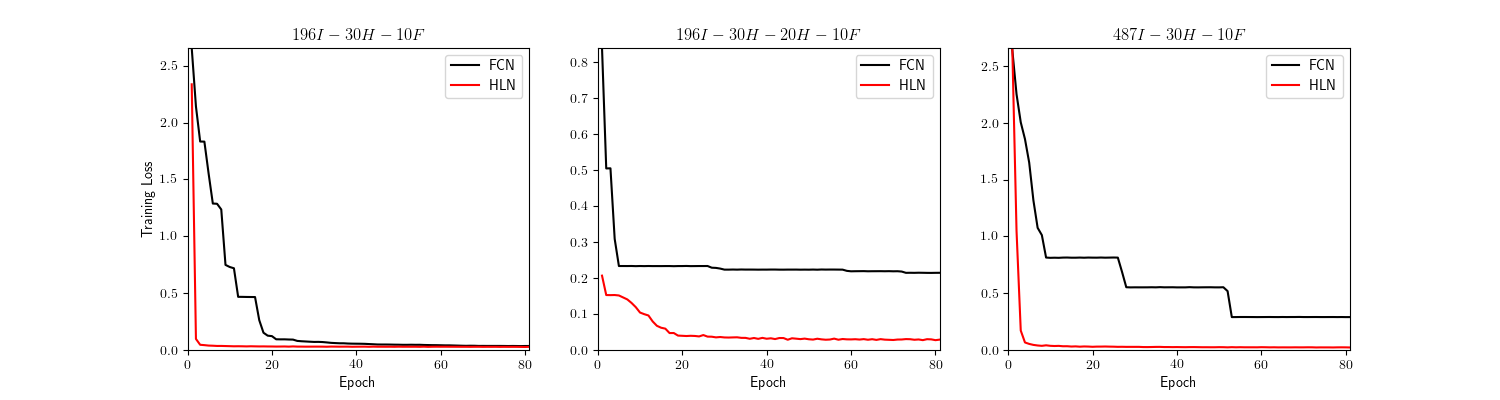 196I − 30H − 10F
2.5
2.0
1.5
1.0
0.5
0.0
Training Loss
0 20 40 60 80
Epoch
FCN
HLN
196I − 30H − 20H − 10F
0.8
0.7
0.6
0.5
0.4
0.3
0.2
0.1
0.0
0 20 40 60 80
Epoch
FCN
HLN
487I − 30H − 10F
2.5
2.0
1.5
1.0
0.5
0.0
0 20 40 60 80
Epoch
FCN
HLN